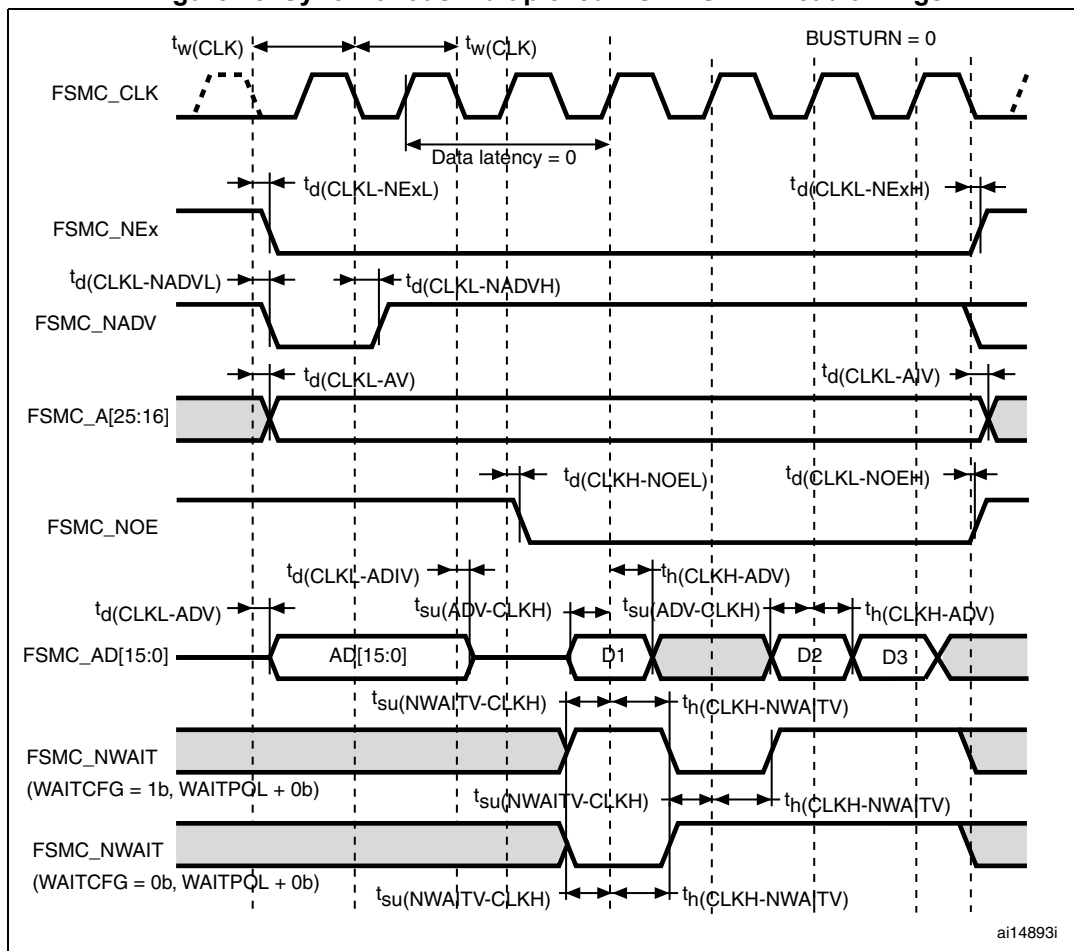 tw(CLK) tw(CLK) BUSTURN = 0
FSMC_CLK
Data latency = 0
td(CLKL-NExL) td(CLKL-NExH)
FSMC_NEx
td(CLKL-NADVL) td(CLKL-NADVH)
FSMC_NADV
td(CLKL-AV) td(CLKL-AIV)
FSMC_A[25:16]
td(CLKH-NOEL) td(CLKL-NOEH)
FSMC_NOE
td(CLKL-ADIV) th(CLKH-ADV)
td(CLKL-ADV) tsu(ADV-CLKH) tsu(ADV-CLKH) th(CLKH-ADV)
FSMC_AD[15:0] AD[15:0] D1 D2 D3
tsu(NWAITV-CLKH) th(CLKH-NWAITV)
FSMC_NWAIT
(WAITCFG = 1b, WAITPOL + 0b)
tsu(NWAITV-CLKH) th(CLKH-NWAITV)
FSMC_NWAIT
(WAITCFG = 0b, WAITPOL + 0b)
tsu(NWAITV-CLKH) th(CLKH-NWAITV)
ai14893i